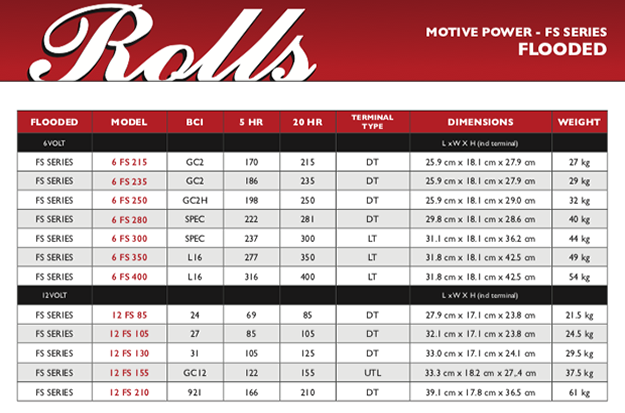 Rolls
MOTIVE POWER - FS SERIES
FLOODED
FLOODED MODEL BCI 5 HR 20 HR TERMINAL TYPE DIMENSIONS WEIGHT
6VOLT L xW X H (ind terminal)
FS SERIES 6 FS 215 GC2 170 215 DT 25.9 cm x 18.1 cm x 27.9 cm 27 kg
FS SERIES 6 FS 235 GC2 186 235 DT 25.9 cm x 18.1 cm x 27.9 cm 29 kg
FS SERIES 6 FS 250 GC2H 198 250 DT 25.9 cm x 18.1 cm x 29.0 cm 32 kg
FS SERIES 6 FS 280 SPEC 222 281 DT 29.8 cm x 18.1 cm x 28.6 cm 40 kg
FS SERIES 6 FS 300 SPEC 237 300 LT 31.1 cm x 18.1 cm x 36.2 cm 44 kg
FS SERIES 6 FS 350 L16 277 350 LT 31.8 cm x 18.1 cm x 42.5 cm 49 kg
FS SERIES 6 FS 400 L16 316 400 LT 31.8 cm x 18.1 cm x 42.5 cm 54 kg
12VOLT L xW X H (ind terminal)
FS SERIES 12 FS 85 24 69 85 DT 27.9 cm x 17.1 cm x 23.8 cm 21.5 kg
FS SERIES 12 FS 105 27 85 105 DT 32.1 cm x 17.1 cm x 23.8 cm 24.5 kg
FS SERIES 12 FS 130 31 105 125 DT 33.0 cm x 17.1 cm x 24.1 cm 29.5 kg
FS SERIES 12 FS 155 GC12 122 155 UTL 33.3 cm x 18.2 cm x 27,.4 cm 37.5 kg
FS SERIES 12 FS 210 921 166 210 DT 39.1 cm x 17.8 cm x 36.5 cm 61 kg